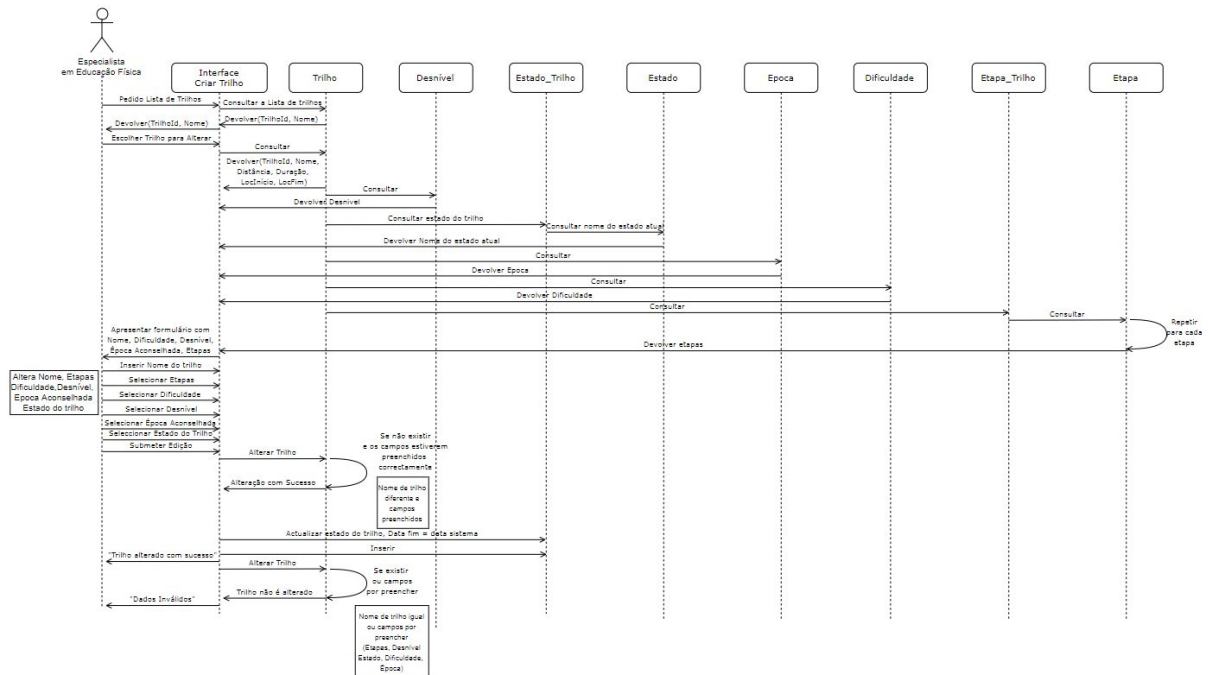 Especialista
em Educação Física
Interface
Criar Trilho
Trilho
Desnível
Estado_Trilho
Estado
Epoca
Dificuldade
Etapa_Trilho
Etapa
Pedido Lista de Trilhos
Consultar a Lista de trilhos
Devolver(TrilhoId, Nome)
Devolver(TrilhoId, Nome)
Escolher Trilho para Alterar
Consultar
Devolver(TrilhoId, Nome,
Distância, Duração,
LocInicio, LocFim)
Consultar
Devolver Desnivel
Consultar estado do trilho
Consultar nome do estado atual
Devolver Nome do estado atual
Consultar
Devolver Epoca
Consultar
Devolver Dificuldade
Consultar
Consultar
Repetir
para cada
etapa
Devolver etapas
Apresentar formulário com
Nome, Dificuldade, Desnível,
Época Aconselhada, Etapas
Inserir Nome do trilho
Altera Nome, Etapas
Dificuldade,Desnível,
Epoca Aconselhada
Estado do trilho
Selecionar Etapas
Selecionar Dificuldade
Selecionar Desnível
Selecionar Época Aconselhada
Seleccionar Estado do Trilho
Submeter Edição
Alterar Trilho
Se não existir
e os campos estiverem
preenchidos
correctamente
Alteração com Sucesso
Nome de trilho
diferente e
campos
preenchidos
Actualizar estado do trilho, Data fim = data sistema
Inserir
"Trilho alterado com sucesso"
Alterar Trilho
Se existir
ou campos
por preencher
Trilho não é alterado
"Dados Inválidos"
Nome de trilho igual
ou campos por
preencher
(Etapas, Desnível
Estado, Dificuldade,
Época)